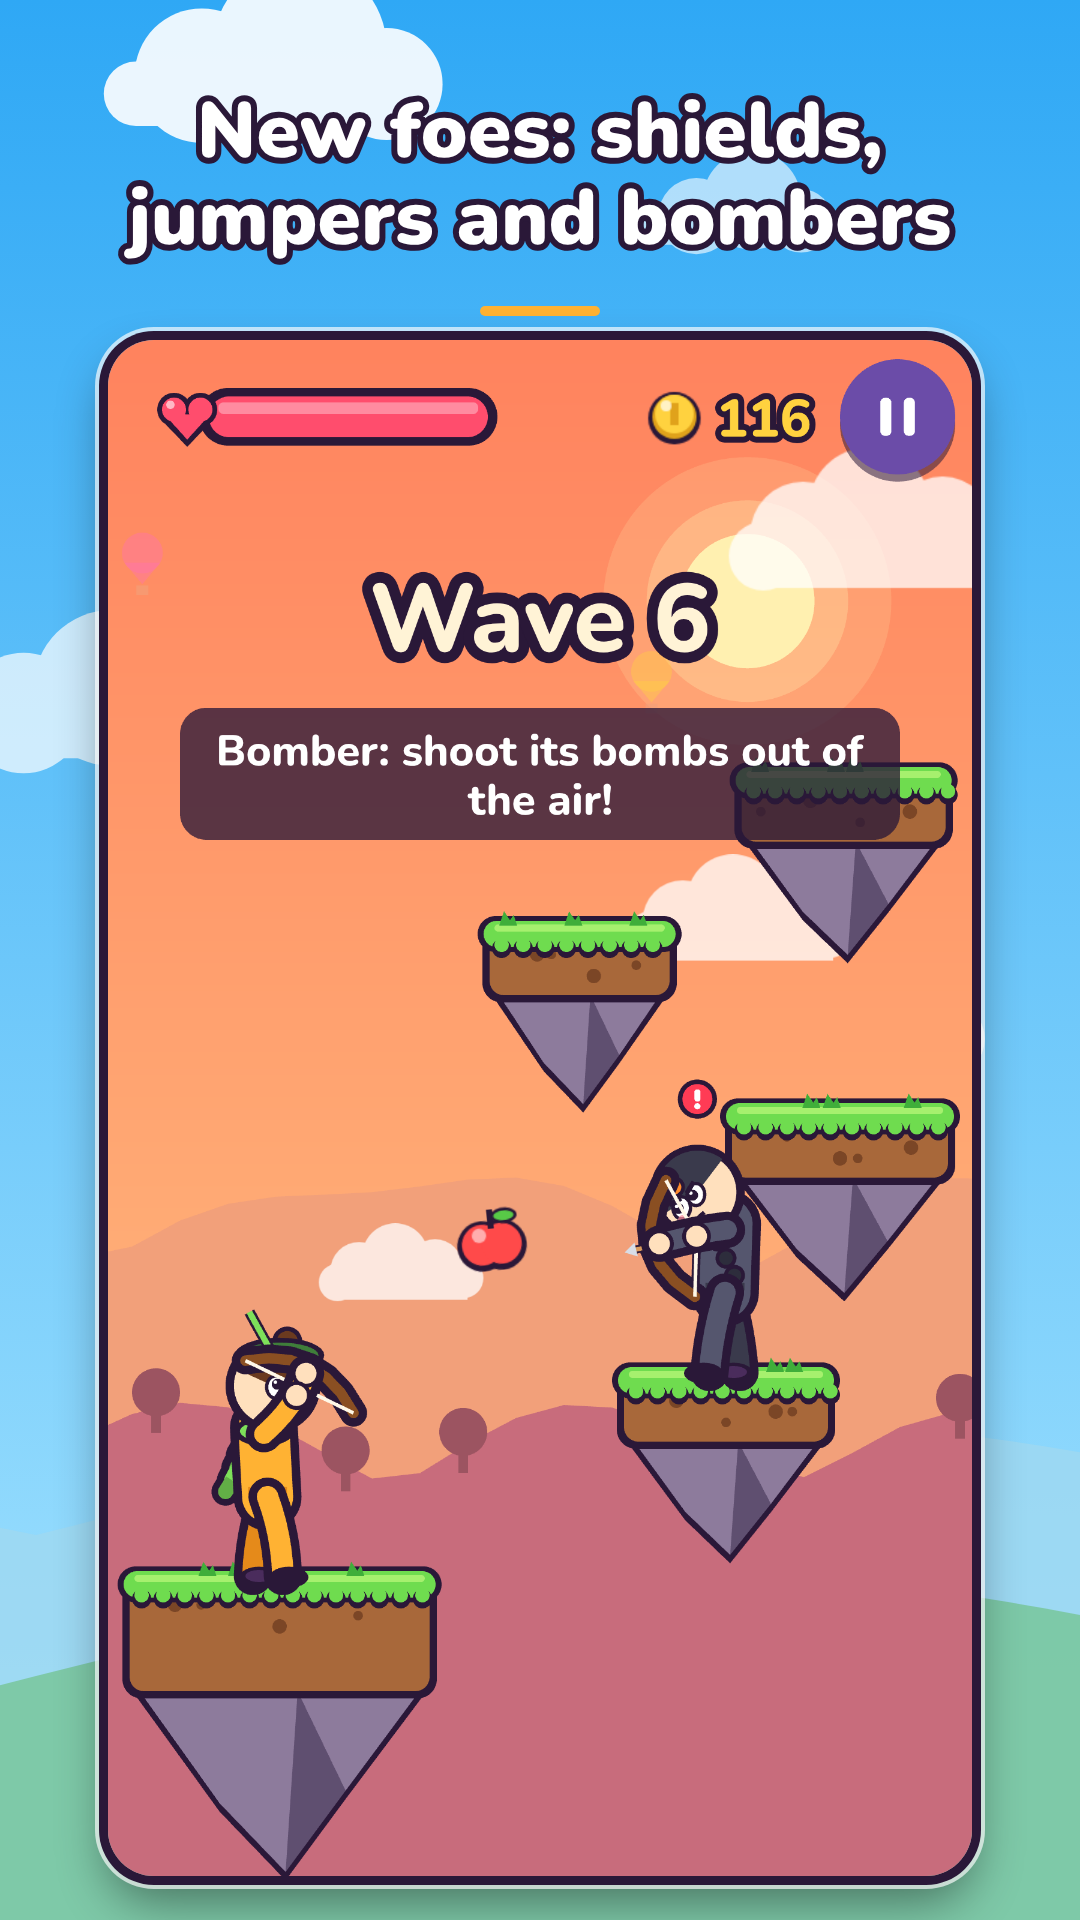 New foes: shields,
jumpers and bombers
116
Wave 6
Bomber: shoot its bombs out of
the air!